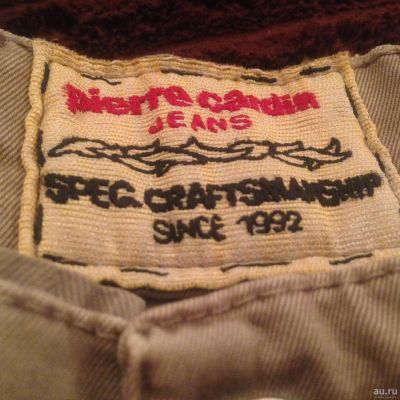 pierre cardin
JEANS
SPEC. CRAFTSMANSHIP
SINCE 1992
au.ru